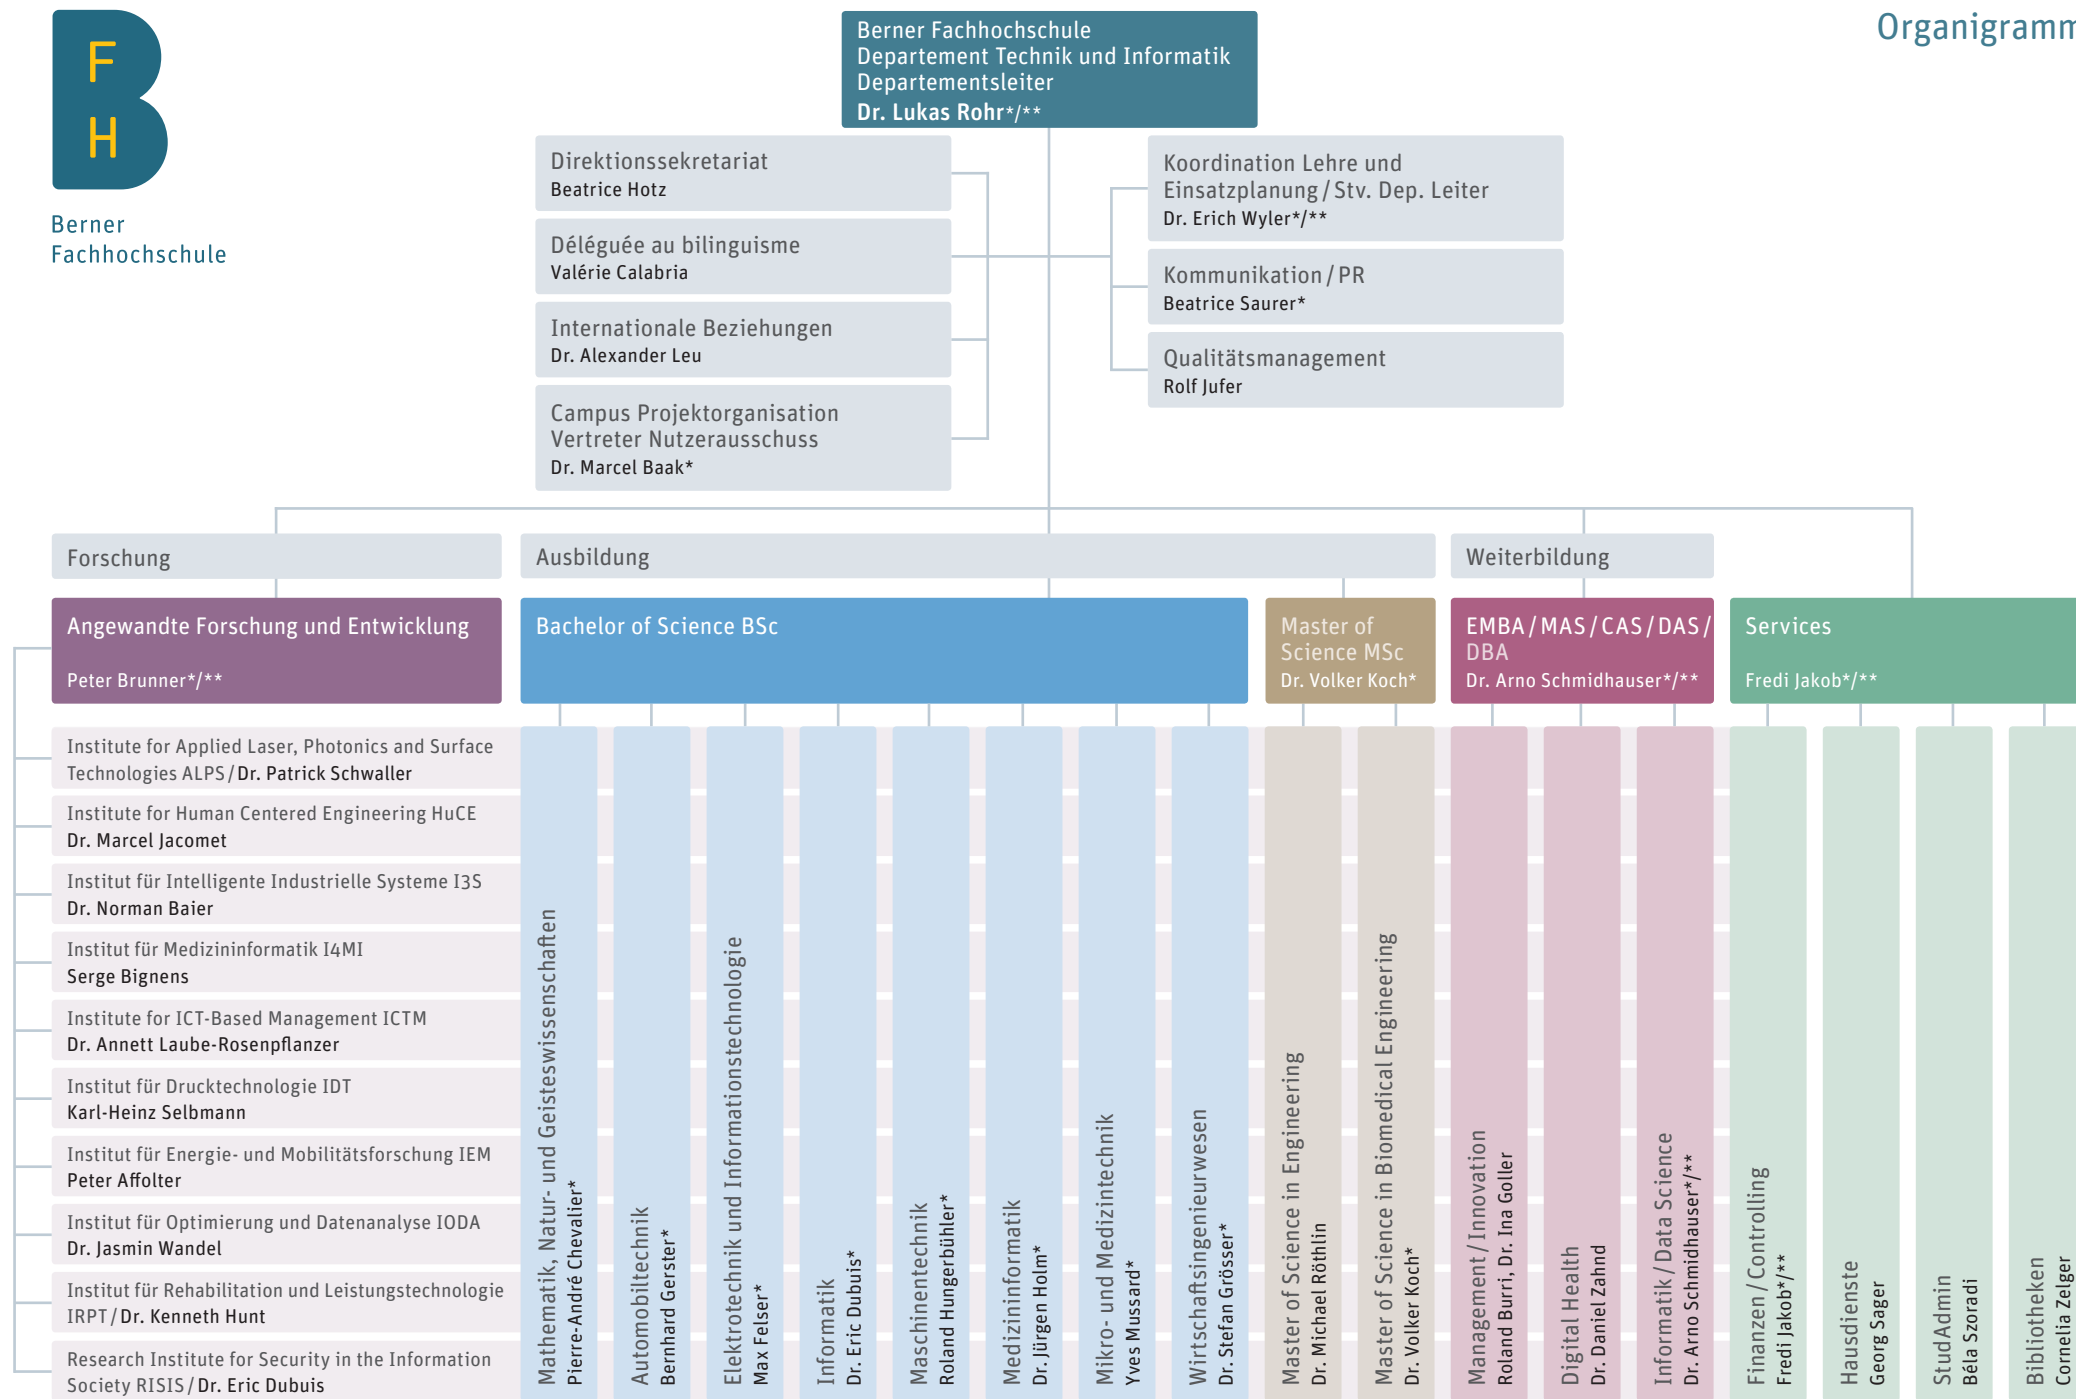 F
H
Berner
Fachhochschule
Berner Fachhochschule
Departement Technik und Informatik
Departementsleiter
Dr. Lukas Rohr*/**
Organigramm
Direktionssekretariat
Beatrice Hotz
Déléguée au bilinguisme
Valérie Calabria
Internationale Beziehungen
Dr. Alexander Leu
Campus Projektorganisation
Vertreter Nutzerausschuss
Dr. Marcel Baak*
Koordination Lehre und
Einsatzplanung / Stv. Dep. Leiter
Dr. Erich Wyler*/**
Kommunikation / PR
Beatrice Saurer*
Qualitätsmanagement
Rolf Jufer
Forschung
Ausbildung
Weiterbildung
Angewandte Forschung und Entwicklung
Peter Brunner*/**
Bachelor of Science BSc
Master of
Science MSc
Dr. Volker Koch*
EMBA / MAS / CAS / DAS /
DBA
Dr. Arno Schmidhauser*/**
Services
Fredi Jakob*/**
Institute for Applied Laser, Photonics and Surface
Technologies ALPS / Dr. Patrick Schwaller
Institute for Human Centered Engineering HuCE
Dr. Marcel Jacomet
Institut für Intelligente Industrielle Systeme I3S
Dr. Norman Baier
Institut für Medizininformatik I4MI
Serge Bignens
Institute for ICT-Based Management ICTM
Dr. Annett Laube-Rosenpflanzer
Institut für Drucktechnologie IDT
Karl-Heinz Selbmann
Institut für Energie- und Mobilitätsforschung IEM
Peter Affolter
Institut für Optimierung und Datenanalyse IODA
Dr. Jasmin Wandel
Institut für Rehabilitation und Leistungstechnologie
IRPT / Dr. Kenneth Hunt
Research Institute for Security in the Information
Society RISIS / Dr. Eric Dubuis
Mathematik, Natur- und Geisteswissenschaften
Pierre-André Chevalier*
Automobiltechnik
Bernhard Gerster*
Elektrotechnik und Informationstechnologie
Max Felser*
Informatik
Dr. Eric Dubuis*
Maschinentechnik
Roland Hungerbühler*
Medizininformatik
Dr. Jürgen Holm*
Mikro- und Medizintechnik
Yves Mussard*
Wirtschaftsingenieurwesen
Dr. Stefan Grösser*
Master of Science in Engineering
Dr. Michael Röthlin
Master of Science in Biomedical Engineering
Dr. Volker Koch*
Management / Innovation
Roland Burri, Dr. Ina Goller
Digital Health
Dr. Daniel Zahnd
Informatik / Data Science
Dr. Arno Schmidhauser*/**
Finanzen / Controlling
Fredi Jakob*/**
Hausdienste
Georg Sager
StudAdmin
Béla Szoradi
Bibliotheken
Cornelia Zelger